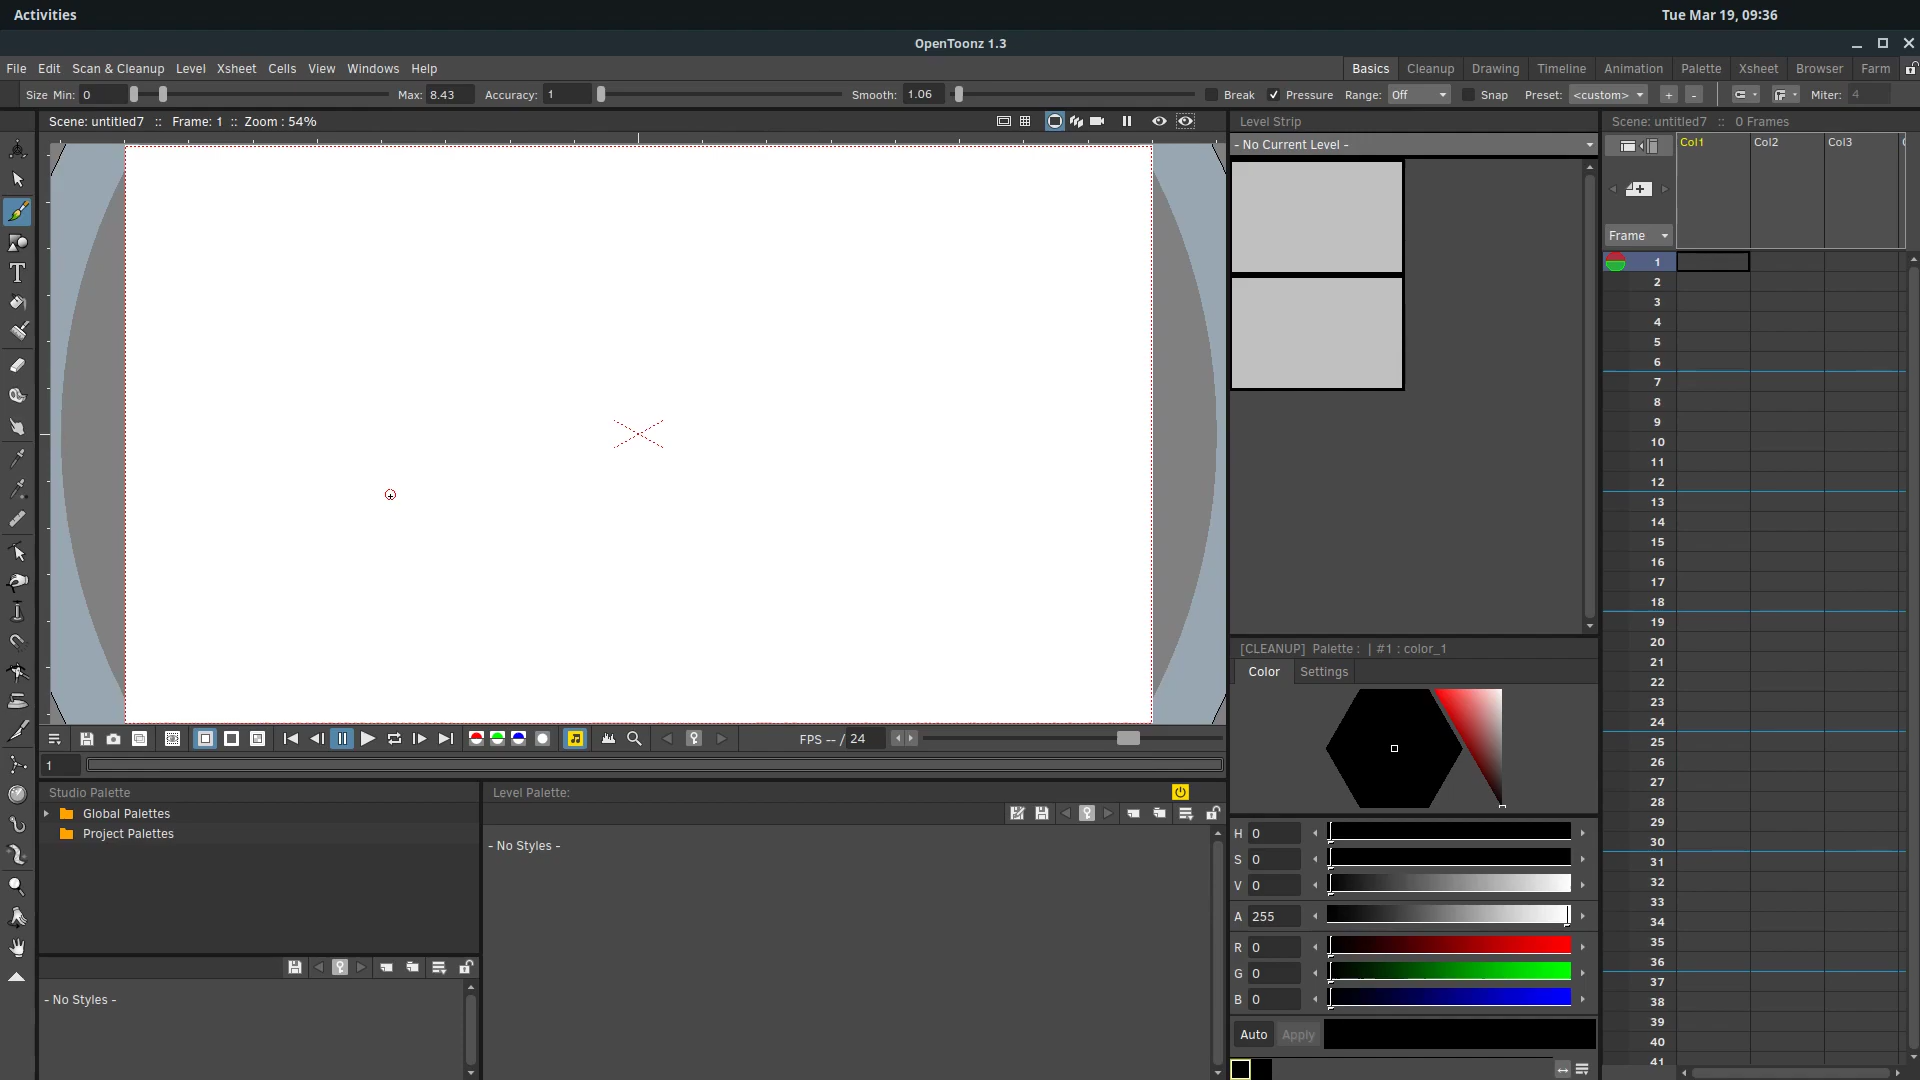 Activities
Tue Mar 19, 09:36
OpenToonz 1.3
File Edit Scan & Cleanup Level Xsheet Cells View Windows Help
Basics Cleanup Drawing Timeline Animation Palette Xsheet Browser Farm
Size Min: 0 Max: 8.43 Accuracy: 1 Smooth: 1.06 Break Pressure Range: Off Snap Preset: <custom> + - Miter: 4
Scene: untitled7 :: Frame: 1 :: Zoom : 54%
Level Strip
- No Current Level -
Scene: untitled7 :: 0 Frames
Col1 Col2 Col3
Frame
1
2
3
4
5
6
7
8
9
10
11
12
13
14
15
16
17
18
19
20
21
22
23
24
25
26
27
28
29
30
31
32
33
34
35
36
37
38
39
40
41
FPS -- / 24
1
Studio Palette
Global Palettes
Project Palettes
- No Styles -
Level Palette:
- No Styles -
[CLEANUP] Palette : | #1 : color_1
Color Settings
H 0
S 0
V 0
A 255
R 0
G 0
B 0
Auto Apply